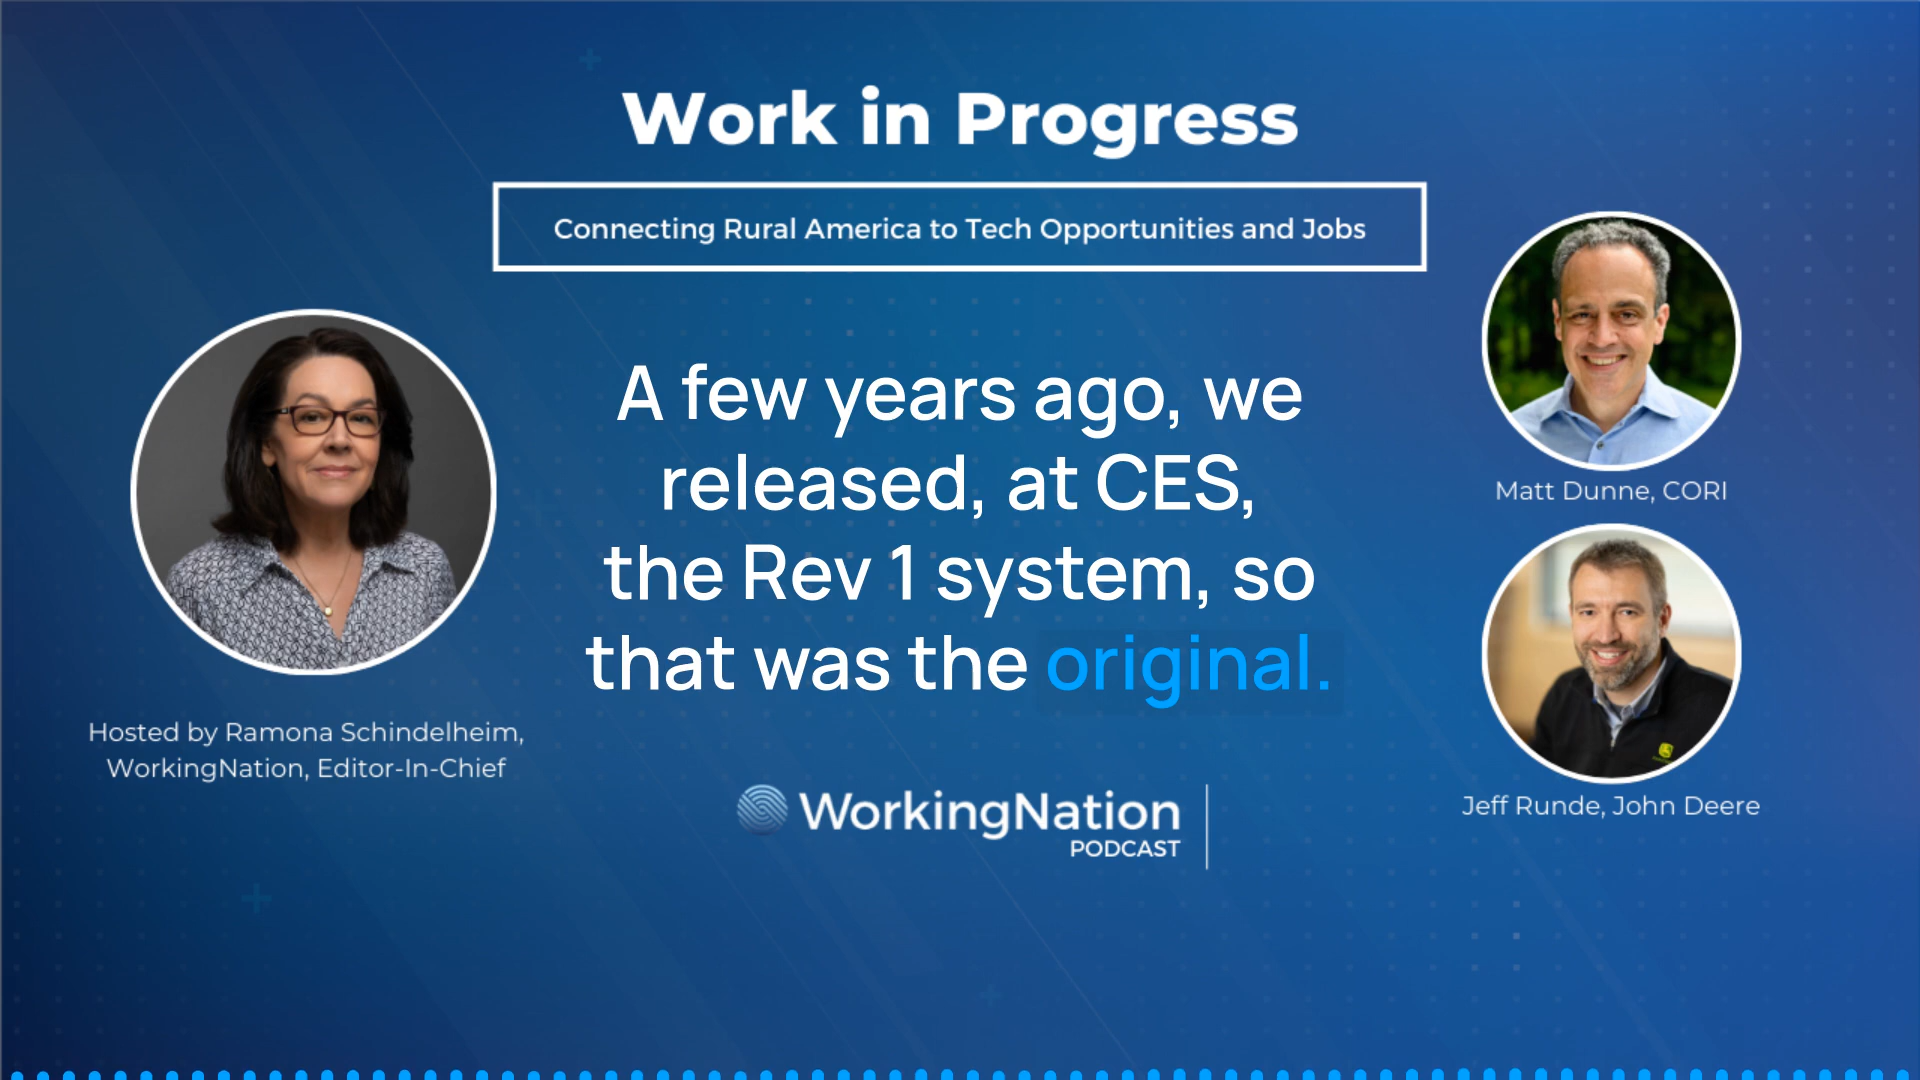 Work in Progress
Connecting Rural America to Tech Opportunities and Jobs
A few years ago, we
released, at CES,
the Rev 1 system, so
that was the original.
Hosted by Ramona Schindelheim,
WorkingNation, Editor-In-Chief
Matt Dunne, CORI
Jeff Runde, John Deere
WorkingNation
PODCAST